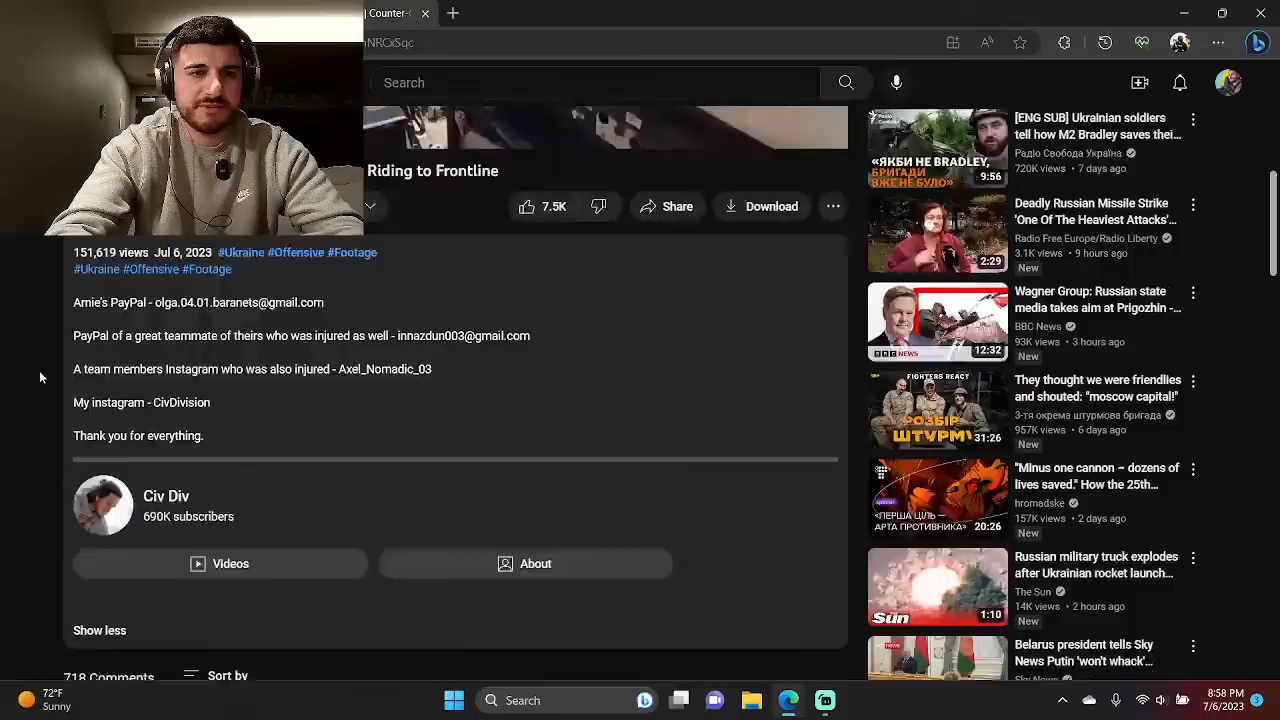 Counter-C
NRCxSqc
Search
Riding to Frontline
7.5K
Share
Download
151,619 views Jul 6, 2023 #Ukraine #Offensive #Footage
#Ukraine #Offensive #Footage
Arnie's PayPal - olga.04.01.baranets@gmail.com
PayPal of a great teammate of theirs who was injured as well - innazdun003@gmail.com
A team members Instagram who was also injured - Axel_Nomadic_03
My instagram - CivDivision
Thank you for everything.
Civ Div
690K subscribers
Videos
About
Show less
718 Comments
Sort by
Радіо Свобода
«ЯКБИ НЕ BRADLEY,
БРИГАДИ
ВЖЕ НЕ БУЛО»
9:56
[ENG SUB] Ukrainian soldiers
tell how M2 Bradley saves thei...
Радіо Свобода Україна
720K views • 7 days ago
2:29
Deadly Russian Missile Strike
'One Of The Heaviest Attacks'...
Radio Free Europe/Radio Liberty
3.1K views • 9 hours ago
New
BBC NEWS
12:32
Wagner Group: Russian state
media takes aim at Prigozhin -...
BBC News
93K views • 3 hours ago
New
FIGHTERS REACT
РОЗБІР
ШТУРМУ
31:26
They thought we were friendlies
and shouted: "moscow capital!"
3-тя окрема штурмова бригада
957K views • 6 days ago
New
«ПЕРША ЦІЛЬ —
АРТА ПРОТИВНИКА»
20:26
"Minus one cannon – dozens of
lives saved." How the 25th...
hromadske
157K views • 2 days ago
New
Sun
1:10
Russian military truck explodes
after Ukrainian rocket launch...
The Sun
14K views • 2 hours ago
New
Belarus president tells Sky
News Putin 'won't whack'...
Sky News
72°F
Sunny
Search
8:58 PM
7/6/2023
3